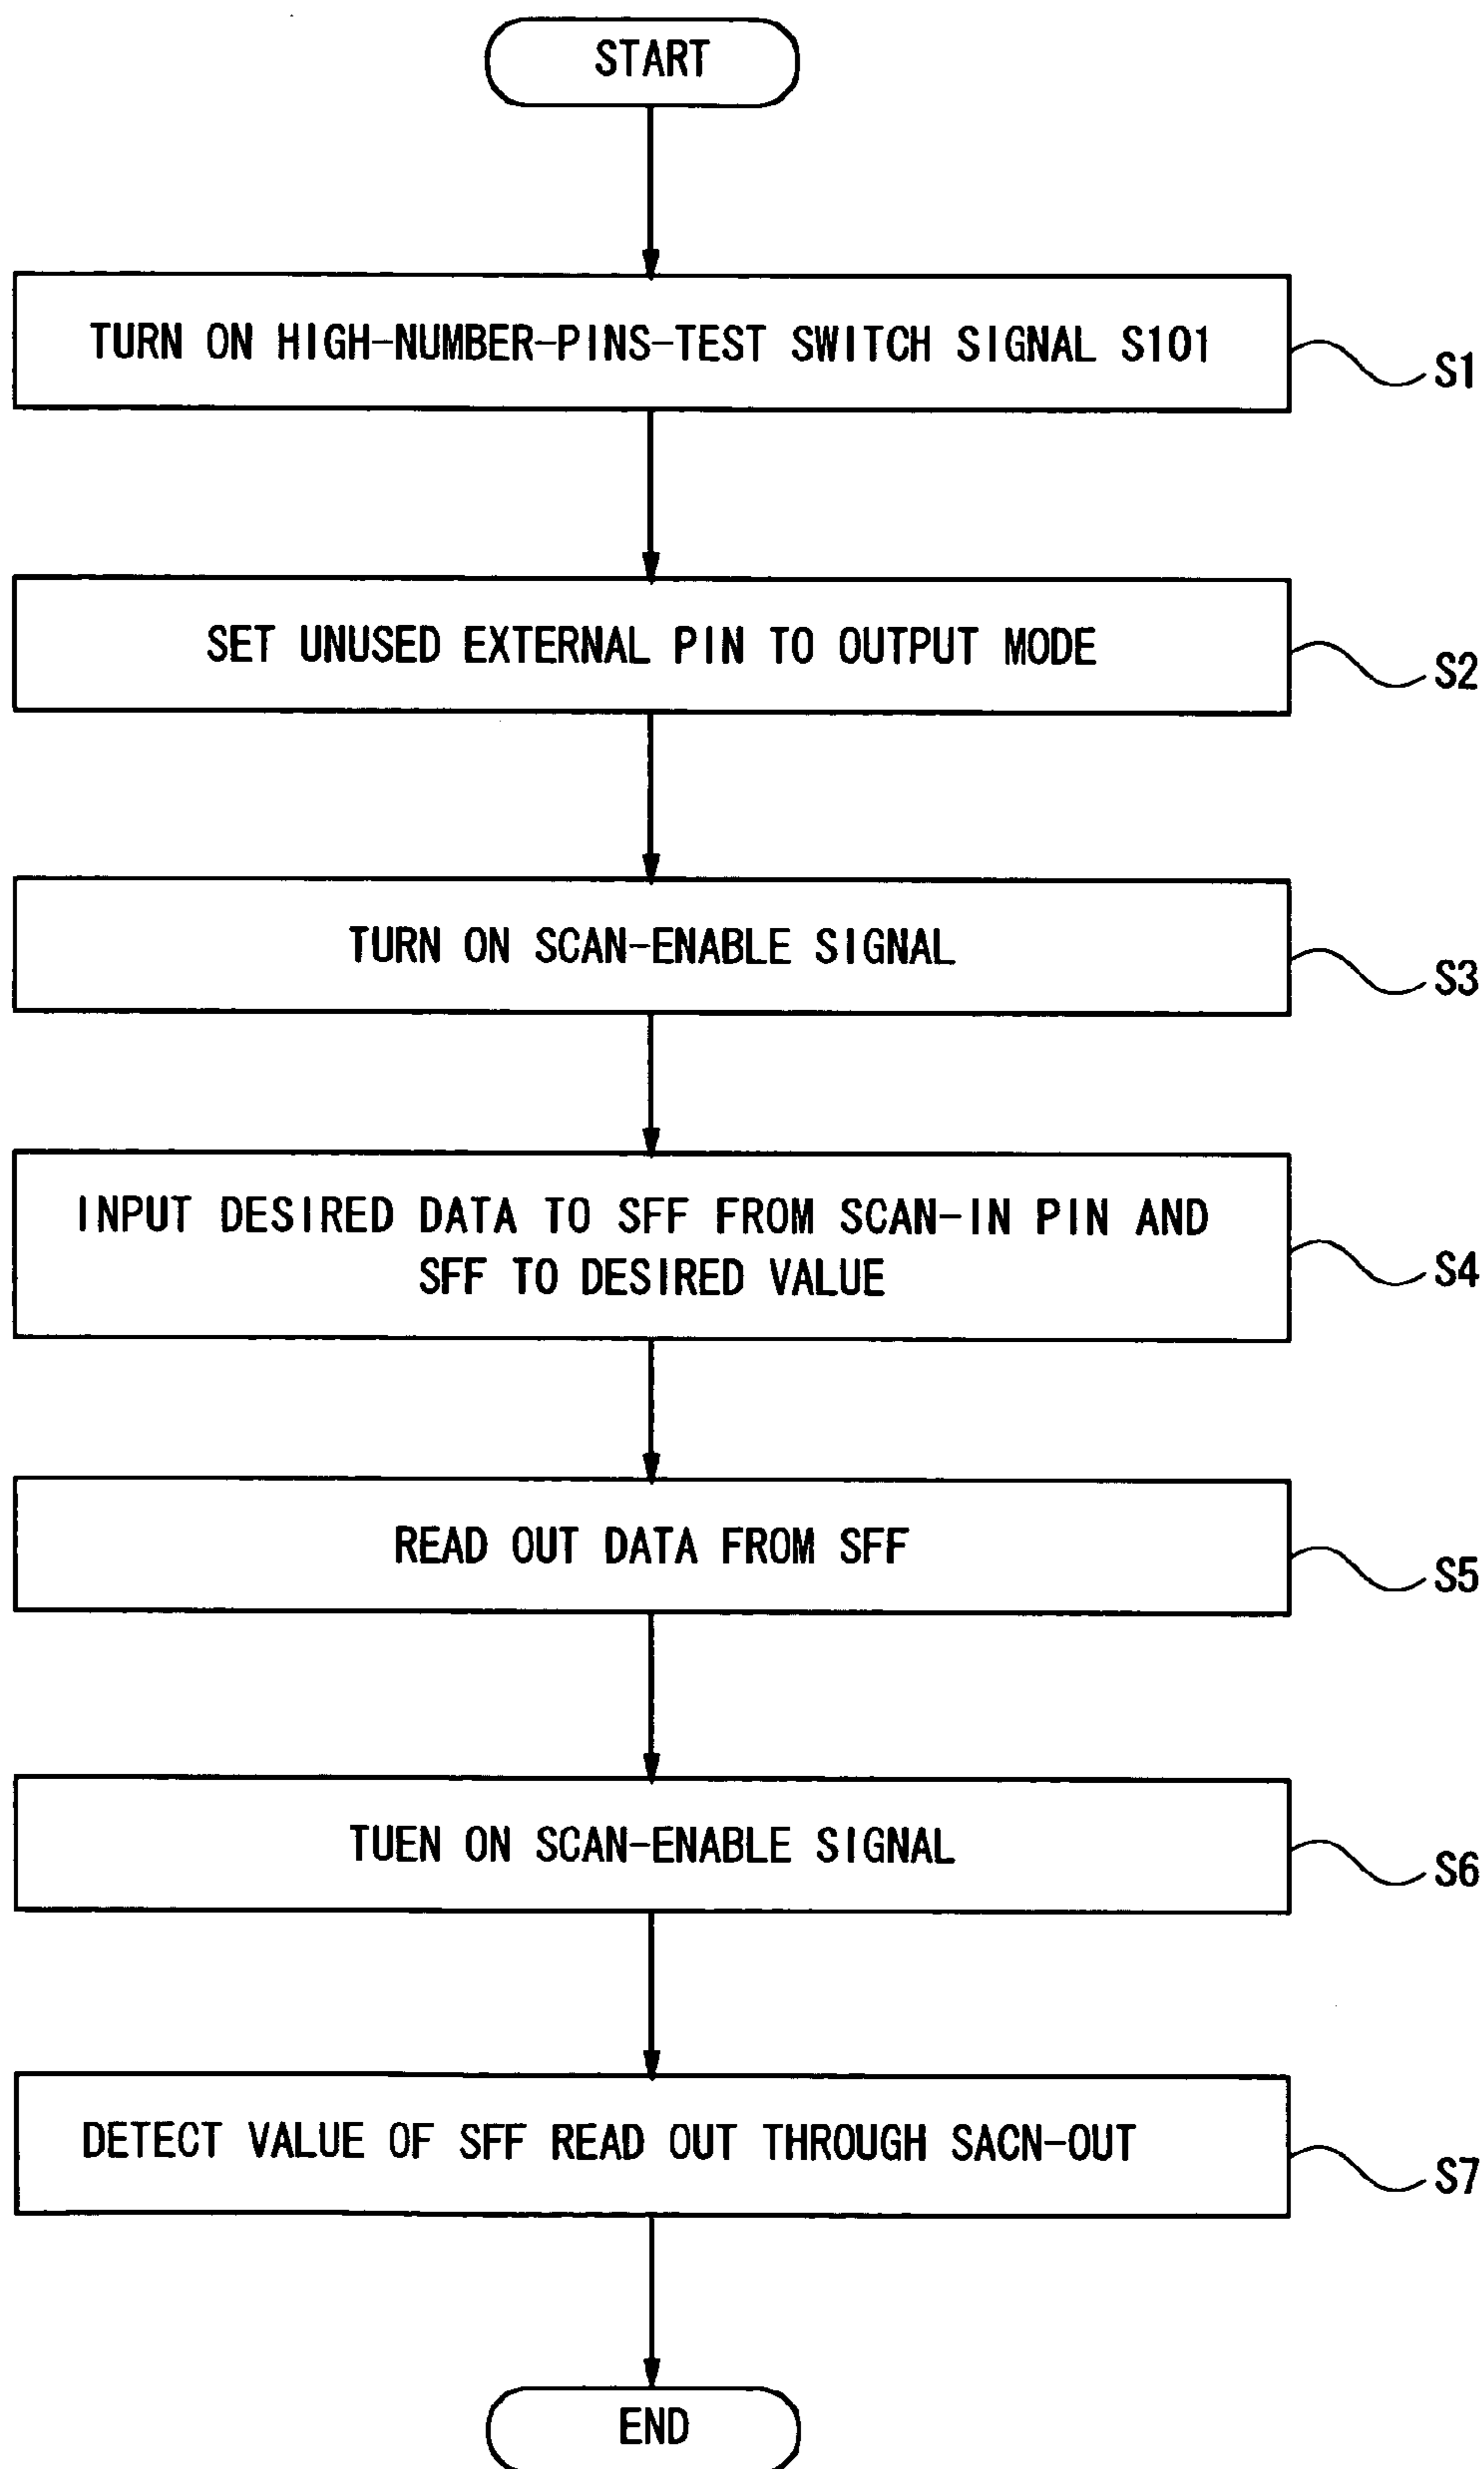 START
TURN ON HIGH-NUMBER-PINS-TEST SWITCH SIGNAL S101
S1
SET UNUSED EXTERNAL PIN TO OUTPUT MODE
S2
TURN ON SCAN-ENABLE SIGNAL
S3
INPUT DESIRED DATA TO SFF FROM SCAN-IN PIN AND
SFF TO DESIRED VALUE
S4
READ OUT DATA FROM SFF
S5
TUEN ON SCAN-ENABLE SIGNAL
S6
DETECT VALUE OF SFF READ OUT THROUGH SACN-OUT
S7
END